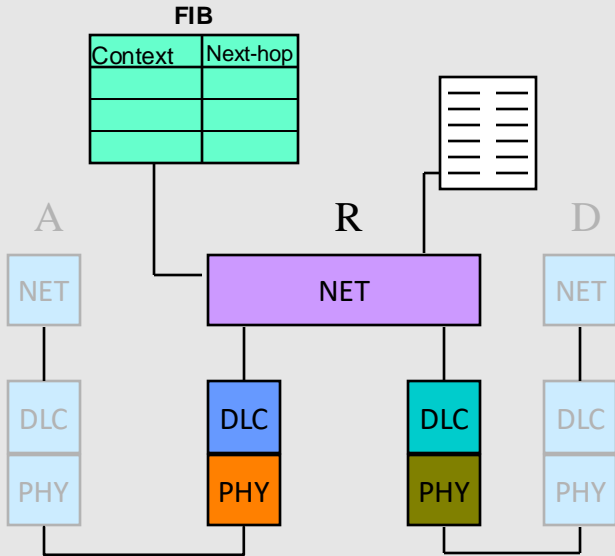 FIB
Context Next-hop
A R D
NET NET NET
DLC DLC DLC DLC
PHY PHY PHY PHY